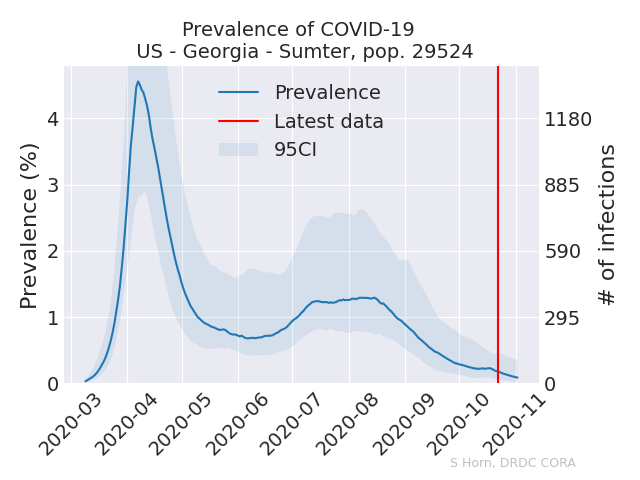 Prevalence of COVID-19
US - Georgia - Sumter, pop. 29524
Prevalence
Latest data
95CI
Prevalence (%)
4
3
2
1
0
# of infections
1180
885
590
295
0
2020-03
2020-04
2020-05
2020-06
2020-07
2020-08
2020-09
2020-10
2020-11
S Horn, DRDC CORA